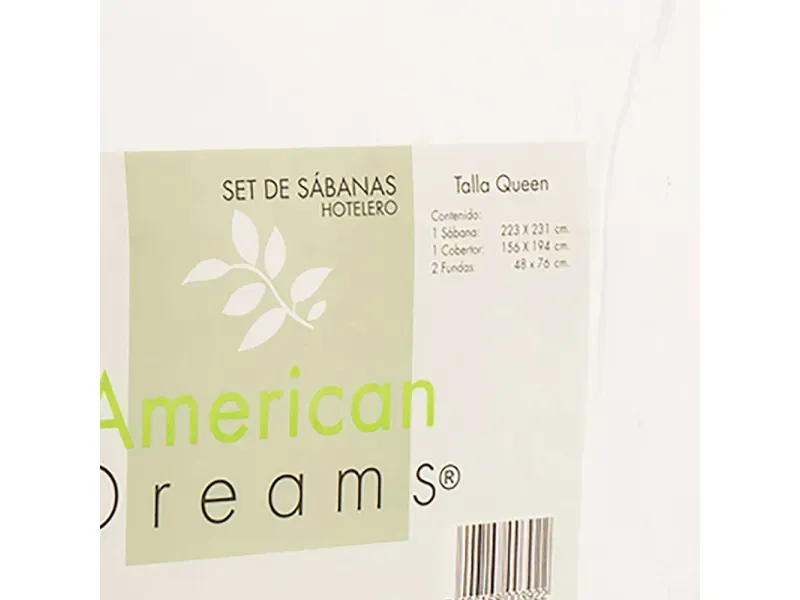 SET DE SÁBANAS
HOTELERO
Talla Queen
Contenido:
1 Sábana: 223 X 231 cm.
1 Cobertor: 156 X 194 cm.
2 Fundas: 48 x 76 cm.
American
Dreams®